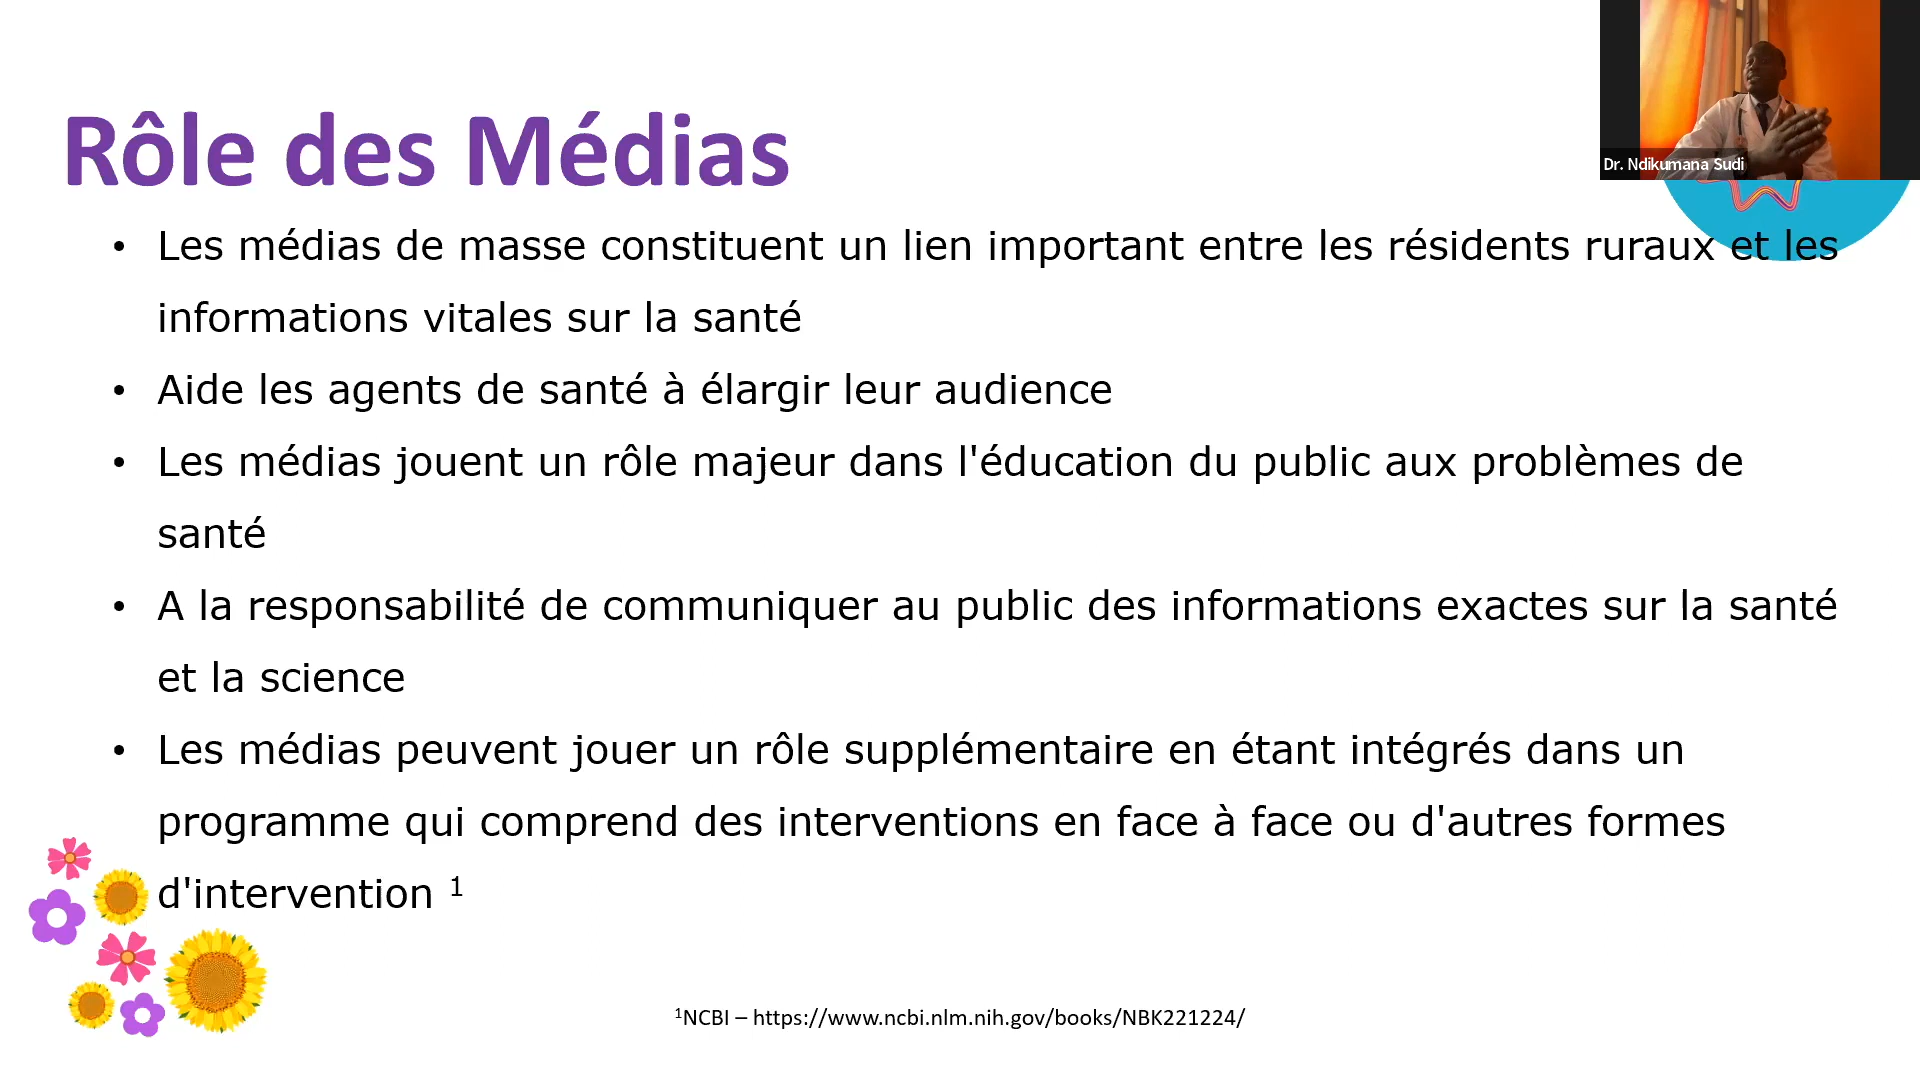 Rôle des Médias
Dr. Ndikumana Sudi
• Les médias de masse constituent un lien important entre les résidents ruraux et les
informations vitales sur la santé
• Aide les agents de santé à élargir leur audience
• Les médias jouent un rôle majeur dans l'éducation du public aux problèmes de
santé
• A la responsabilité de communiquer au public des informations exactes sur la santé
et la science
• Les médias peuvent jouer un rôle supplémentaire en étant intégrés dans un
programme qui comprend des interventions en face à face ou d'autres formes
d'intervention ¹
¹NCBI – https://www.ncbi.nlm.nih.gov/books/NBK221224/